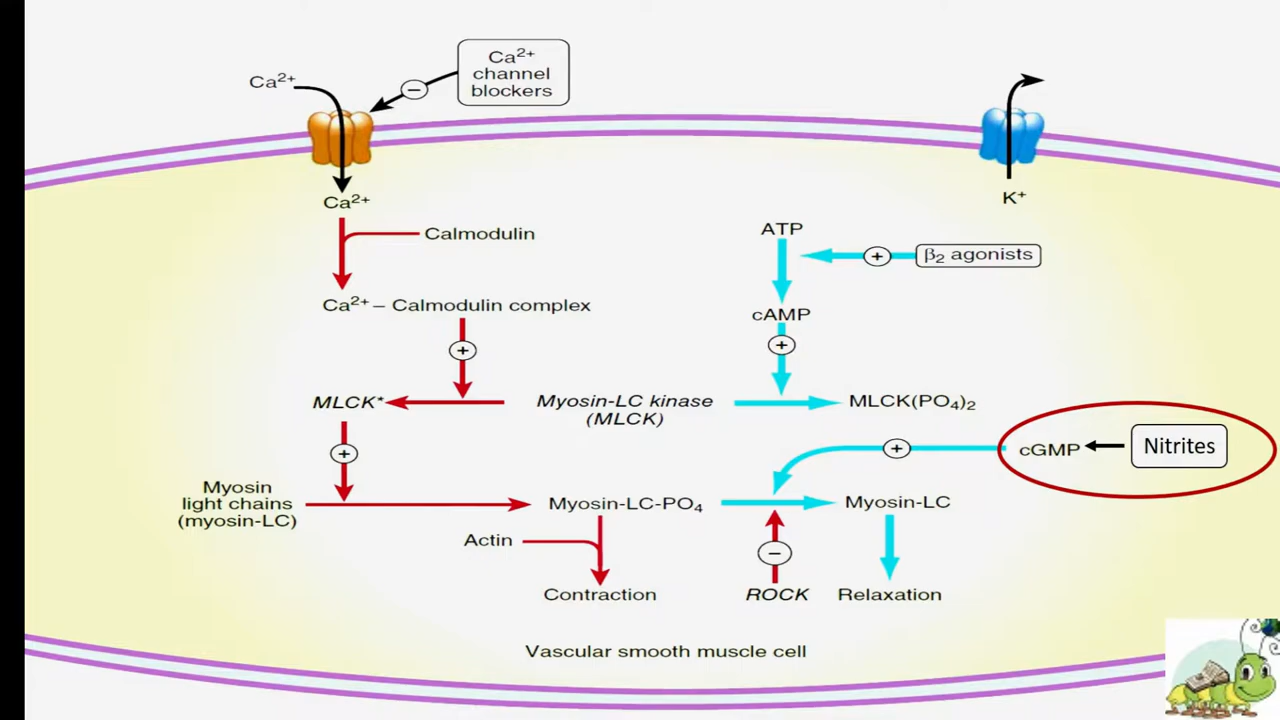 Ca²⁺
channel
blockers
Ca²⁺
Ca²⁺
K⁺
Calmodulin
ATP
β₂ agonists
Ca²⁺ – Calmodulin complex
cAMP
MLCK*
Myosin-LC kinase
(MLCK)
MLCK(PO₄)₂
cGMP
Nitrites
Myosin
light chains
(myosin-LC)
Myosin-LC-PO₄
Myosin-LC
Actin
Contraction
ROCK
Relaxation
Vascular smooth muscle cell